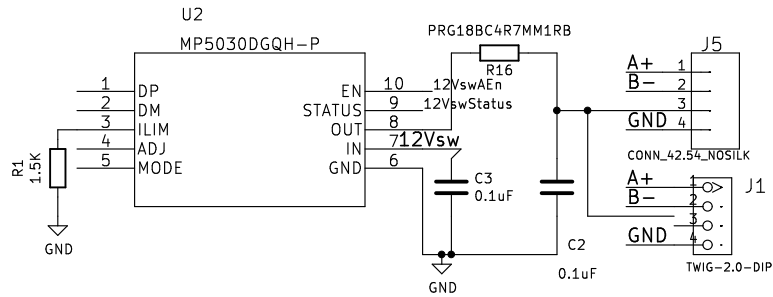 U2
MP5030DGQH-P
1 DP
2 DM
3 ILIM
4 ADJ
5 MODE
EN 10 12VswAEn
STATUS 9 12VswStatus
OUT 8
IN 7 12Vsw
GND 6
R1
1.5K
GND
PRG18BC4R7MM1RB
R16
C3
0.1uF
C2
0.1uF
GND
J5
A+ 1
B- 2
3
GND 4
CONN_42.54_NOSILK
J1
A+ 1
B- 2
3
GND 4
TWIG-2.0-DIP